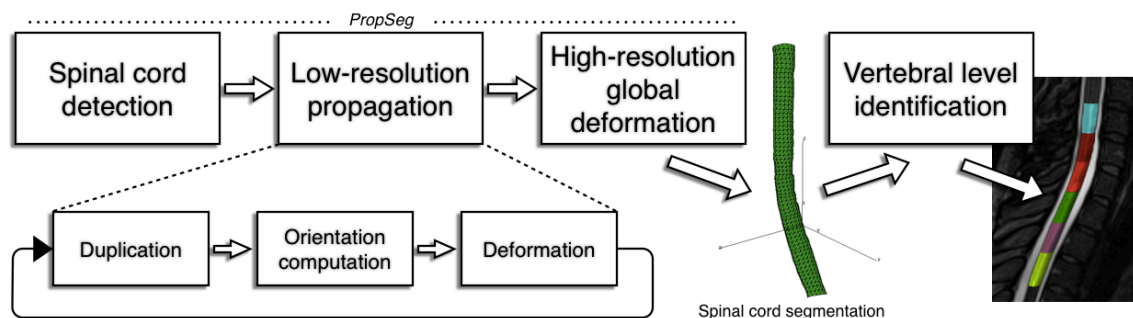 PropSeg
Spinal cord
detection
Low-resolution
propagation
High-resolution
global
deformation
Vertebral level
identification
Duplication
Orientation
computation
Deformation
Spinal cord segmentation